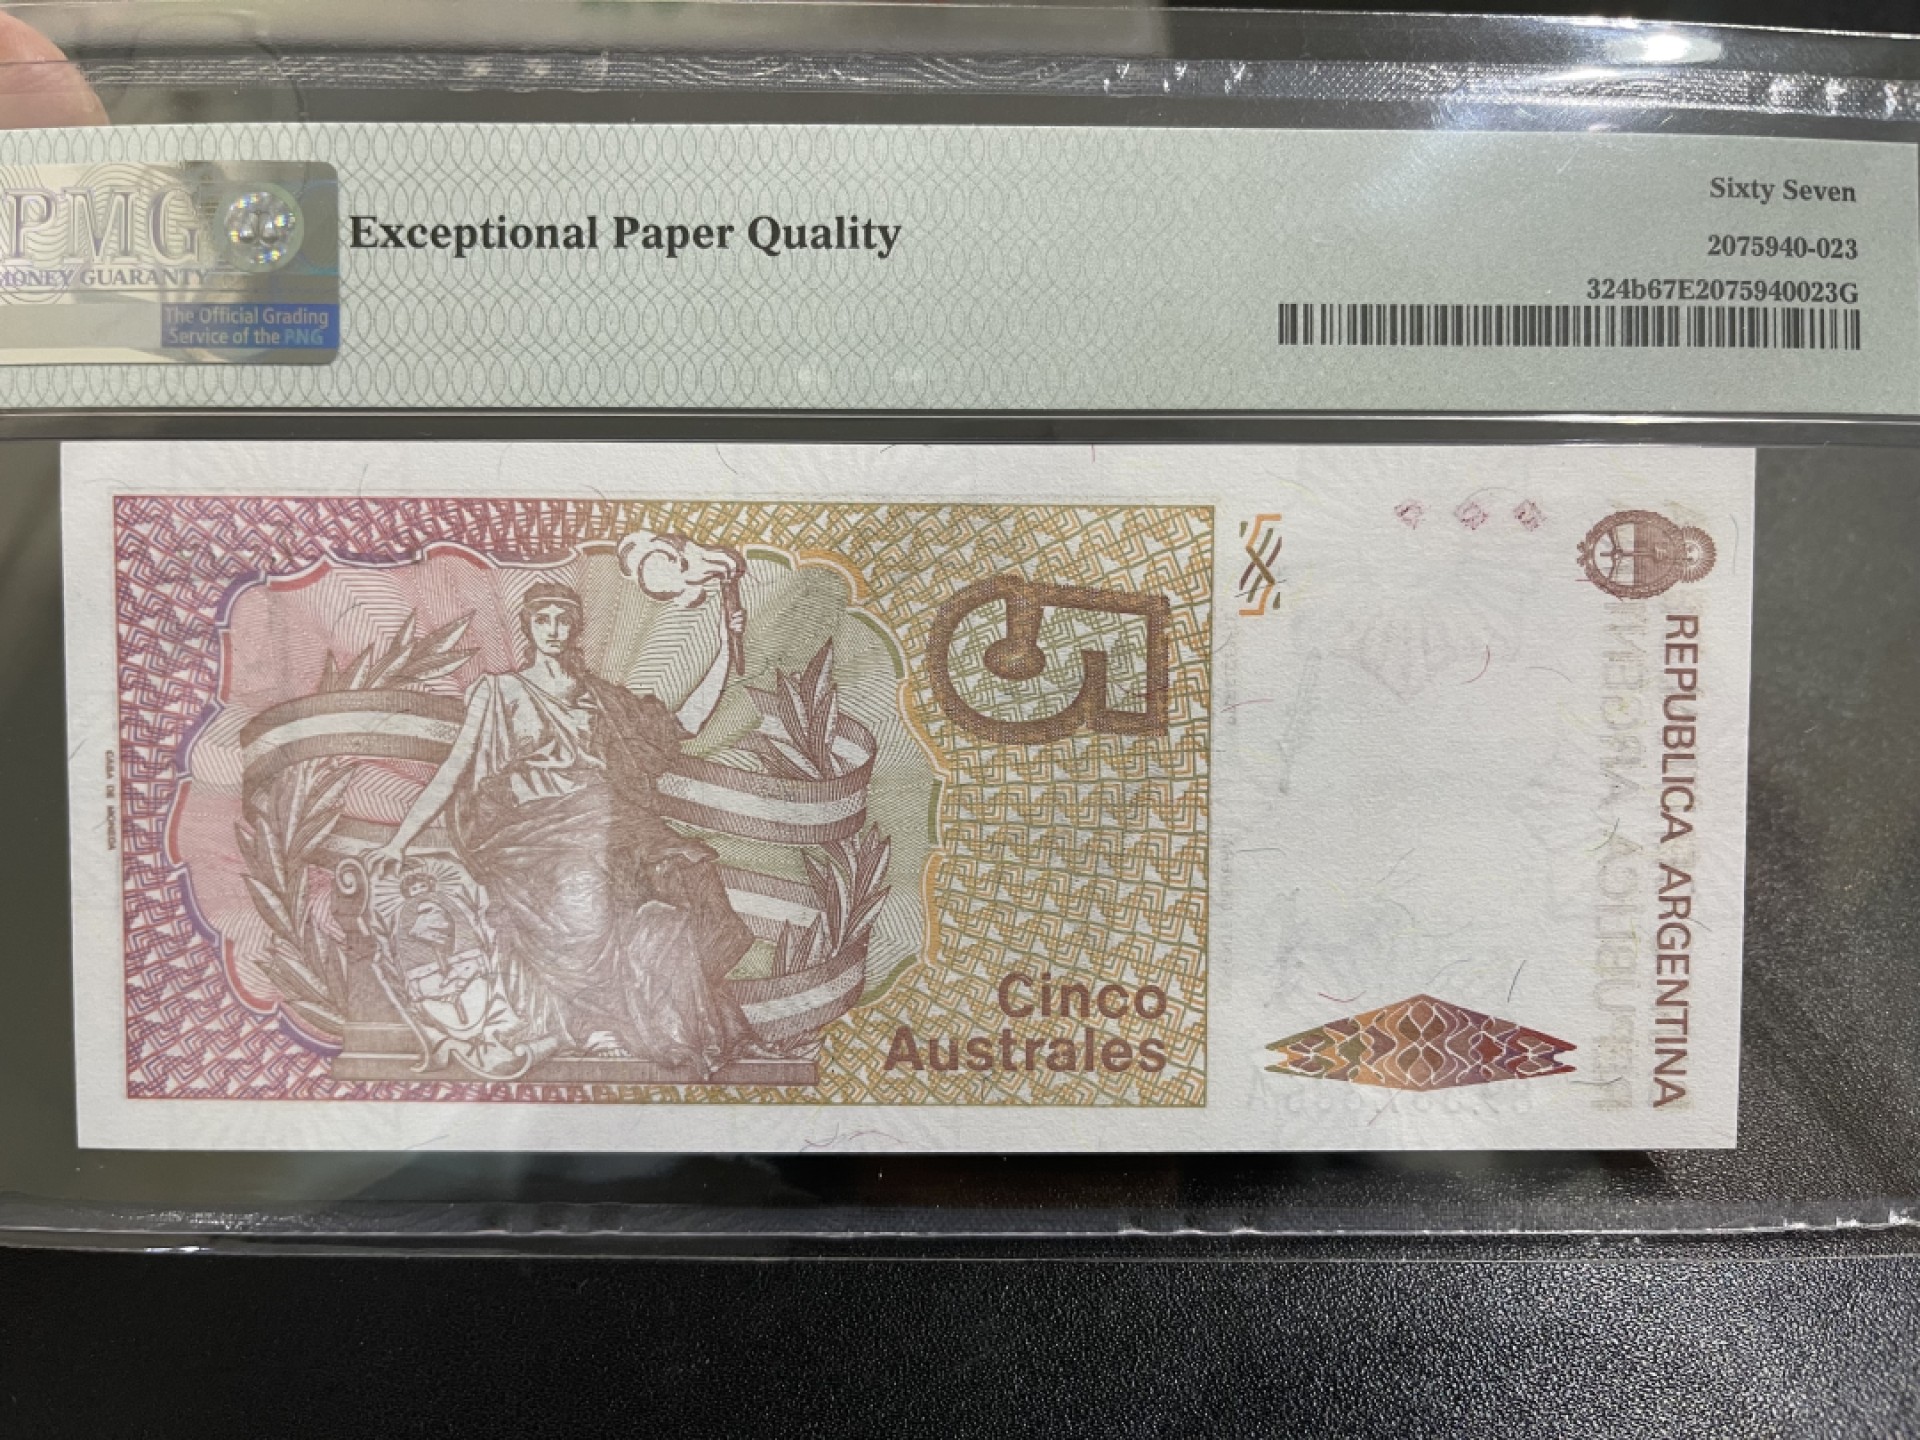 PMG
MONEY GUARANTY
The Official Grading
Service of the PNG
Exceptional Paper Quality
Sixty Seven
2075940-023
324b67E2075940023G
5
Cinco
Australes
REPUBLICA ARGENTINA
CASA DE MONEDA